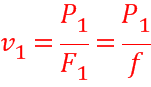 v₁ = P₁/F₁ = P₁/f